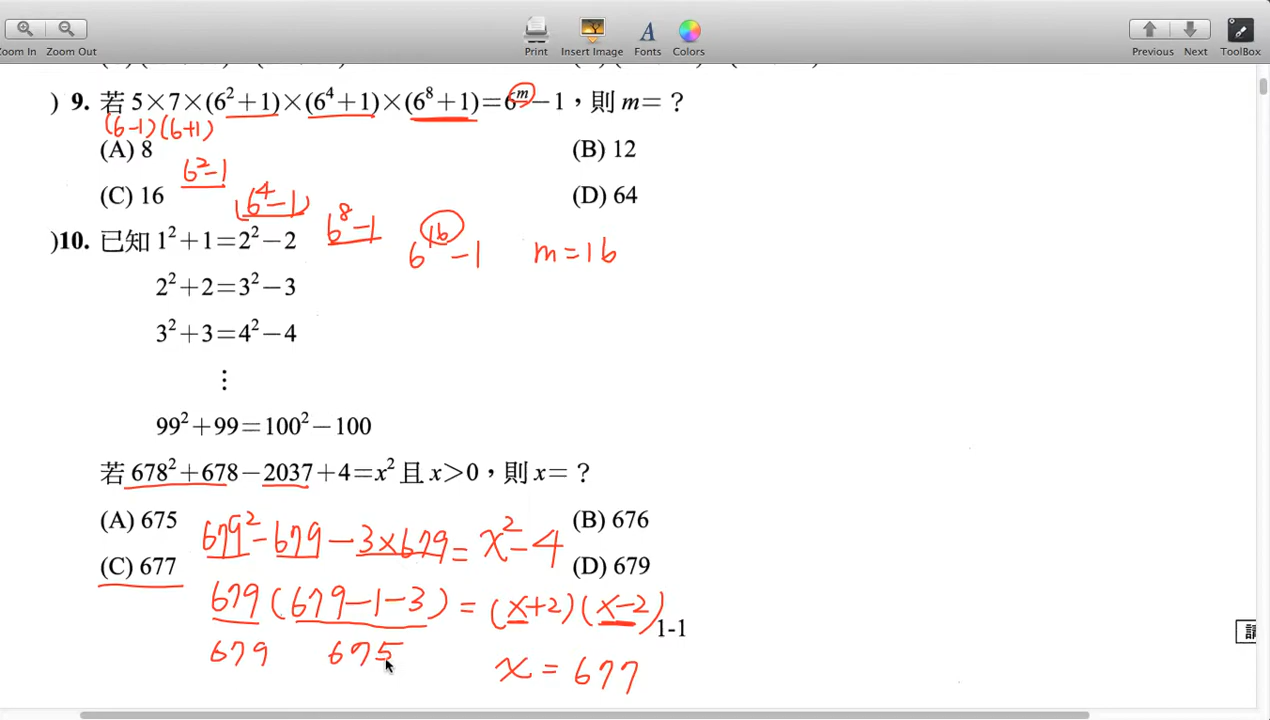 Zoom In Zoom Out Print Insert Image Fonts Colors Previous Next ToolBox
) 9. 若 5×7×(6²+1)×(6⁴+1)×(6⁸+1)=6ᵐ−1，則 m=？
(6-1)(6+1)
(A) 8 (B) 12
6²-1
(C) 16 (D) 64
(6⁴-1)
6⁸-1
)10. 已知 1²+1=2²−2
6¹⁶-1 m=16
2²+2=3²−3
3²+3=4²−4
⋮
99²+99=100²−100
若 678²+678−2037+4=x² 且 x>0，則 x=？
(A) 675 (B) 676
679²-679-3×679=x²-4
(C) 677 (D) 679
679(679-1-3)=(x+2)(x-2)
1-1
679 675 x=677